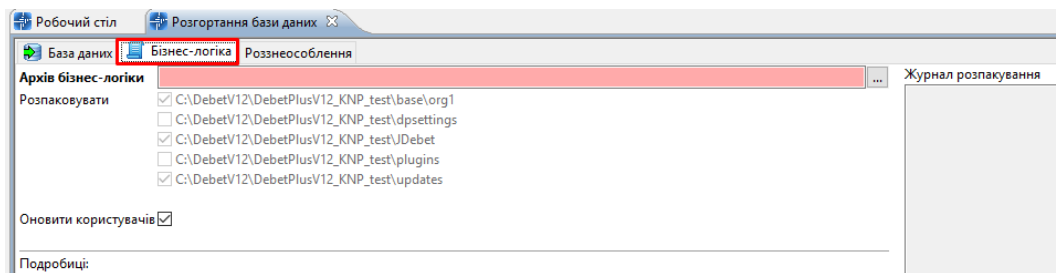 Робочий стіл Розгортання бази даних
База даних Бізнес-логіка Роззнеособлення
Архів бізнес-логіки ... Журнал розпакування
Розпаковувати C:\DebetV12\DebetPlusV12_KNP_test\base\org1
C:\DebetV12\DebetPlusV12_KNP_test\dpsettings
C:\DebetV12\DebetPlusV12_KNP_test\JDebet
C:\DebetV12\DebetPlusV12_KNP_test\plugins
C:\DebetV12\DebetPlusV12_KNP_test\updates
Оновити користувачів
Подробиці: